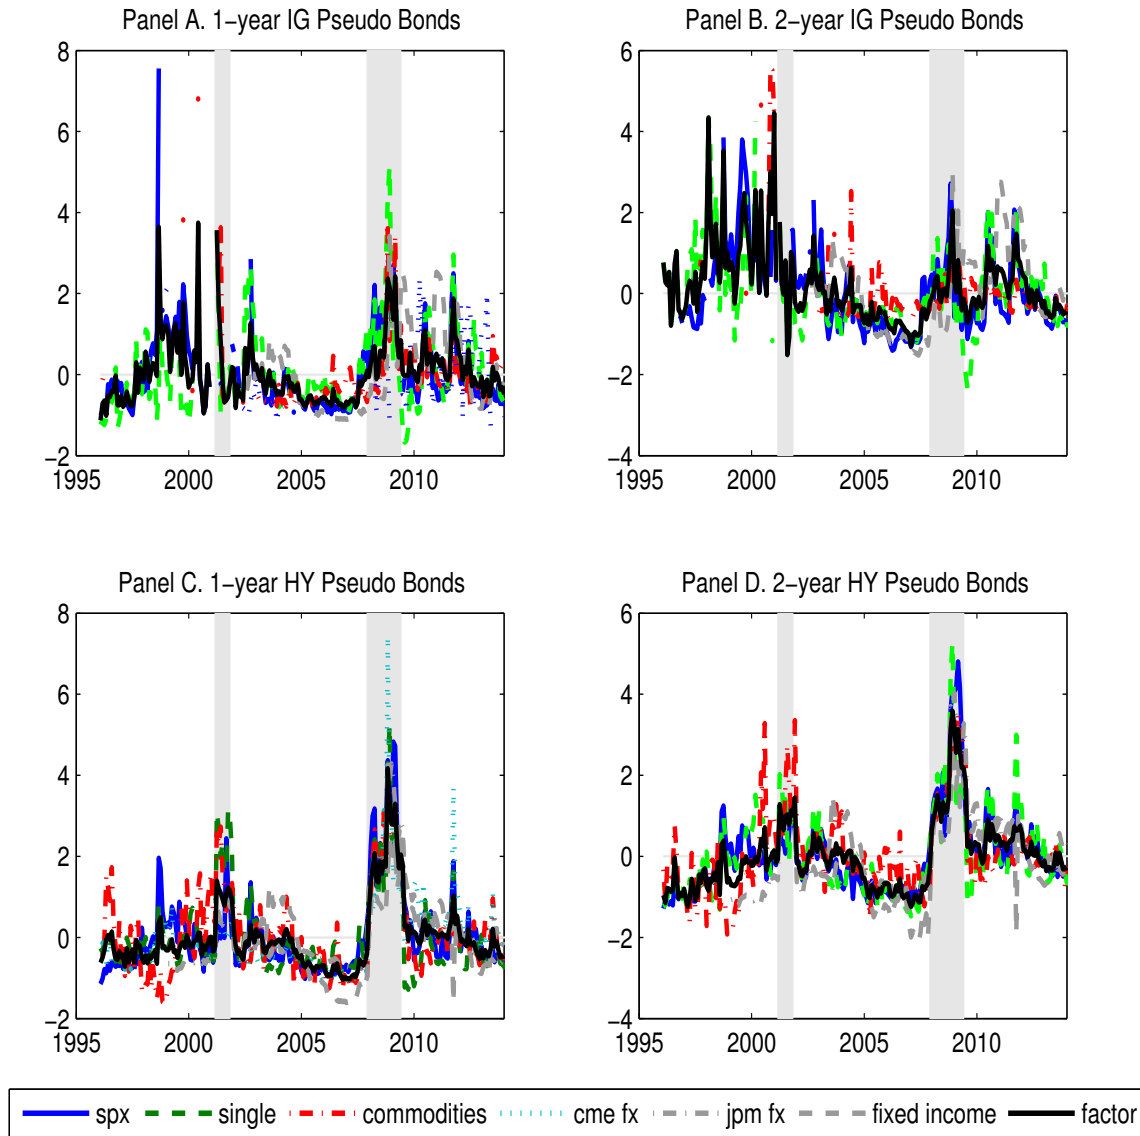 Panel A. 1−year IG Pseudo Bonds
Panel B. 2−year IG Pseudo Bonds
8
6
4
2
0
−2
1995 2000 2005 2010
6
4
2
0
−2
−4
1995 2000 2005 2010
Panel C. 1−year HY Pseudo Bonds
Panel D. 2−year HY Pseudo Bonds
8
6
4
2
0
−2
1995 2000 2005 2010
6
4
2
0
−2
−4
1995 2000 2005 2010
spx single commodities cme fx jpm fx fixed income factor